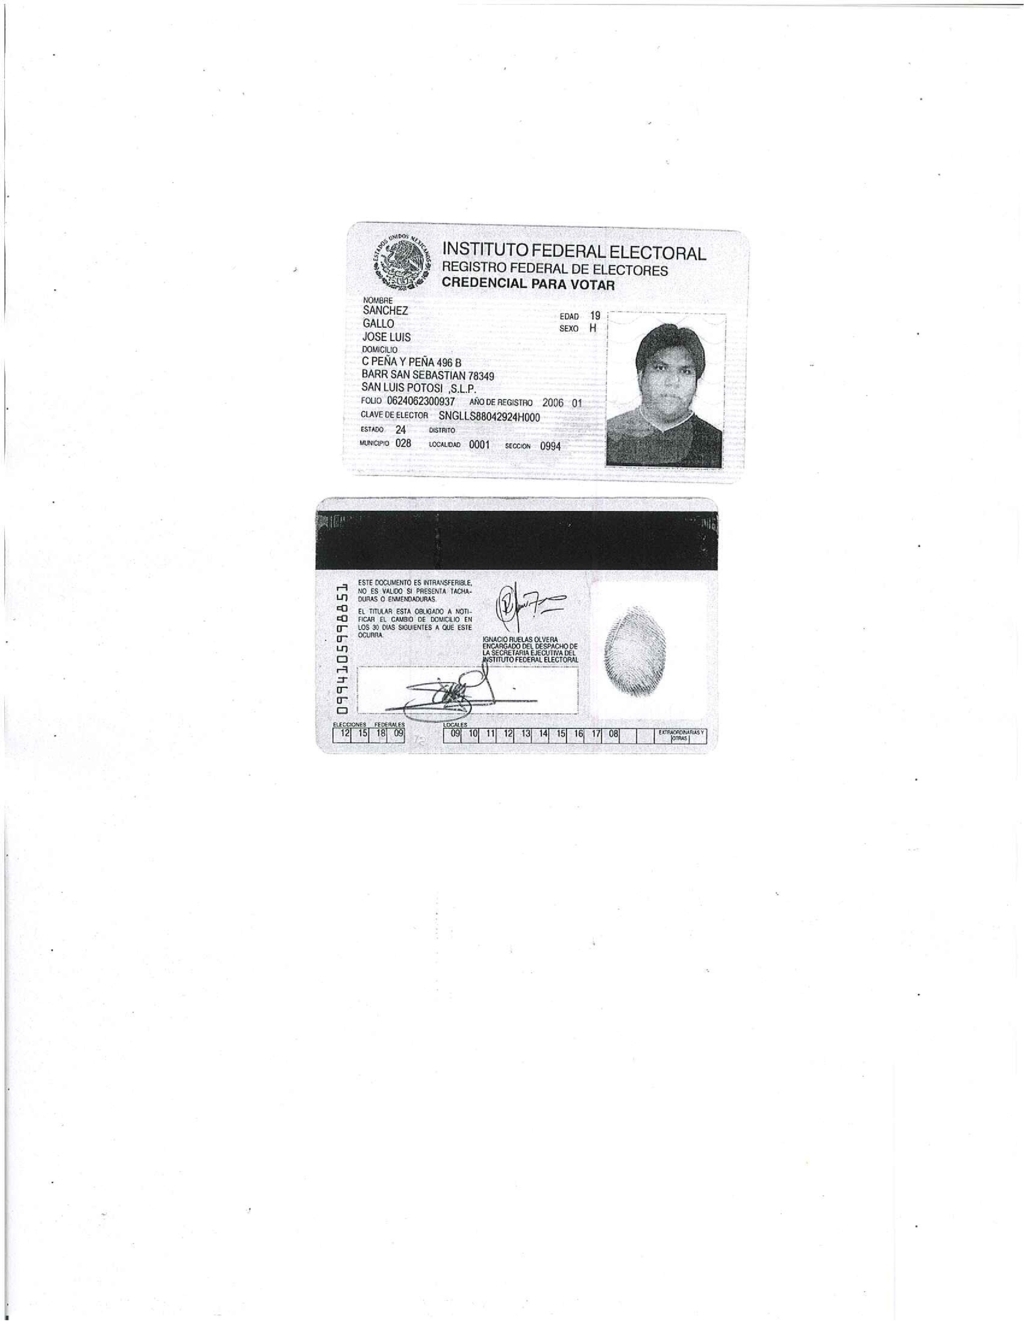 ESTADOS UNIDOS MEXICANOS
INSTITUTO FEDERAL ELECTORAL
REGISTRO FEDERAL DE ELECTORES
CREDENCIAL PARA VOTAR
NOMBRE
SANCHEZ
GALLO
JOSE LUIS
EDAD 19
SEXO H
DOMICILIO
C PEÑA Y PEÑA 496 B
BARR SAN SEBASTIAN 78349
SAN LUIS POTOSI ,S.L.P.
FOLIO 0624062300937 AÑO DE REGISTRO 2006 01
CLAVE DE ELECTOR SNGLLS88042924H000
ESTADO 24 DISTRITO
MUNICIPIO 028 LOCALIDAD 0001 SECCION 0994
ESTE DOCUMENTO ES INTRANSFERIBLE,
NO ES VALIDO SI PRESENTA TACHA-
DURAS O ENMENDADURAS.
EL TITULAR ESTA OBLIGADO A NOTI-
FICAR EL CAMBIO DE DOMICILIO EN
LOS 30 DIAS SIGUIENTES A QUE ESTE
OCURRA.
IGNACIO RUELAS OLVERA
ENCARGADO DEL DESPACHO DE
LA SECRETARIA EJECUTIVA DEL
INSTITUTO FEDERAL ELECTORAL
ELECCIONES FEDERALES LOCALES
12 15 18 09 09 10 11 12 13 14 15 16 17 08 EXTRAORDINARIAS Y
OTRAS